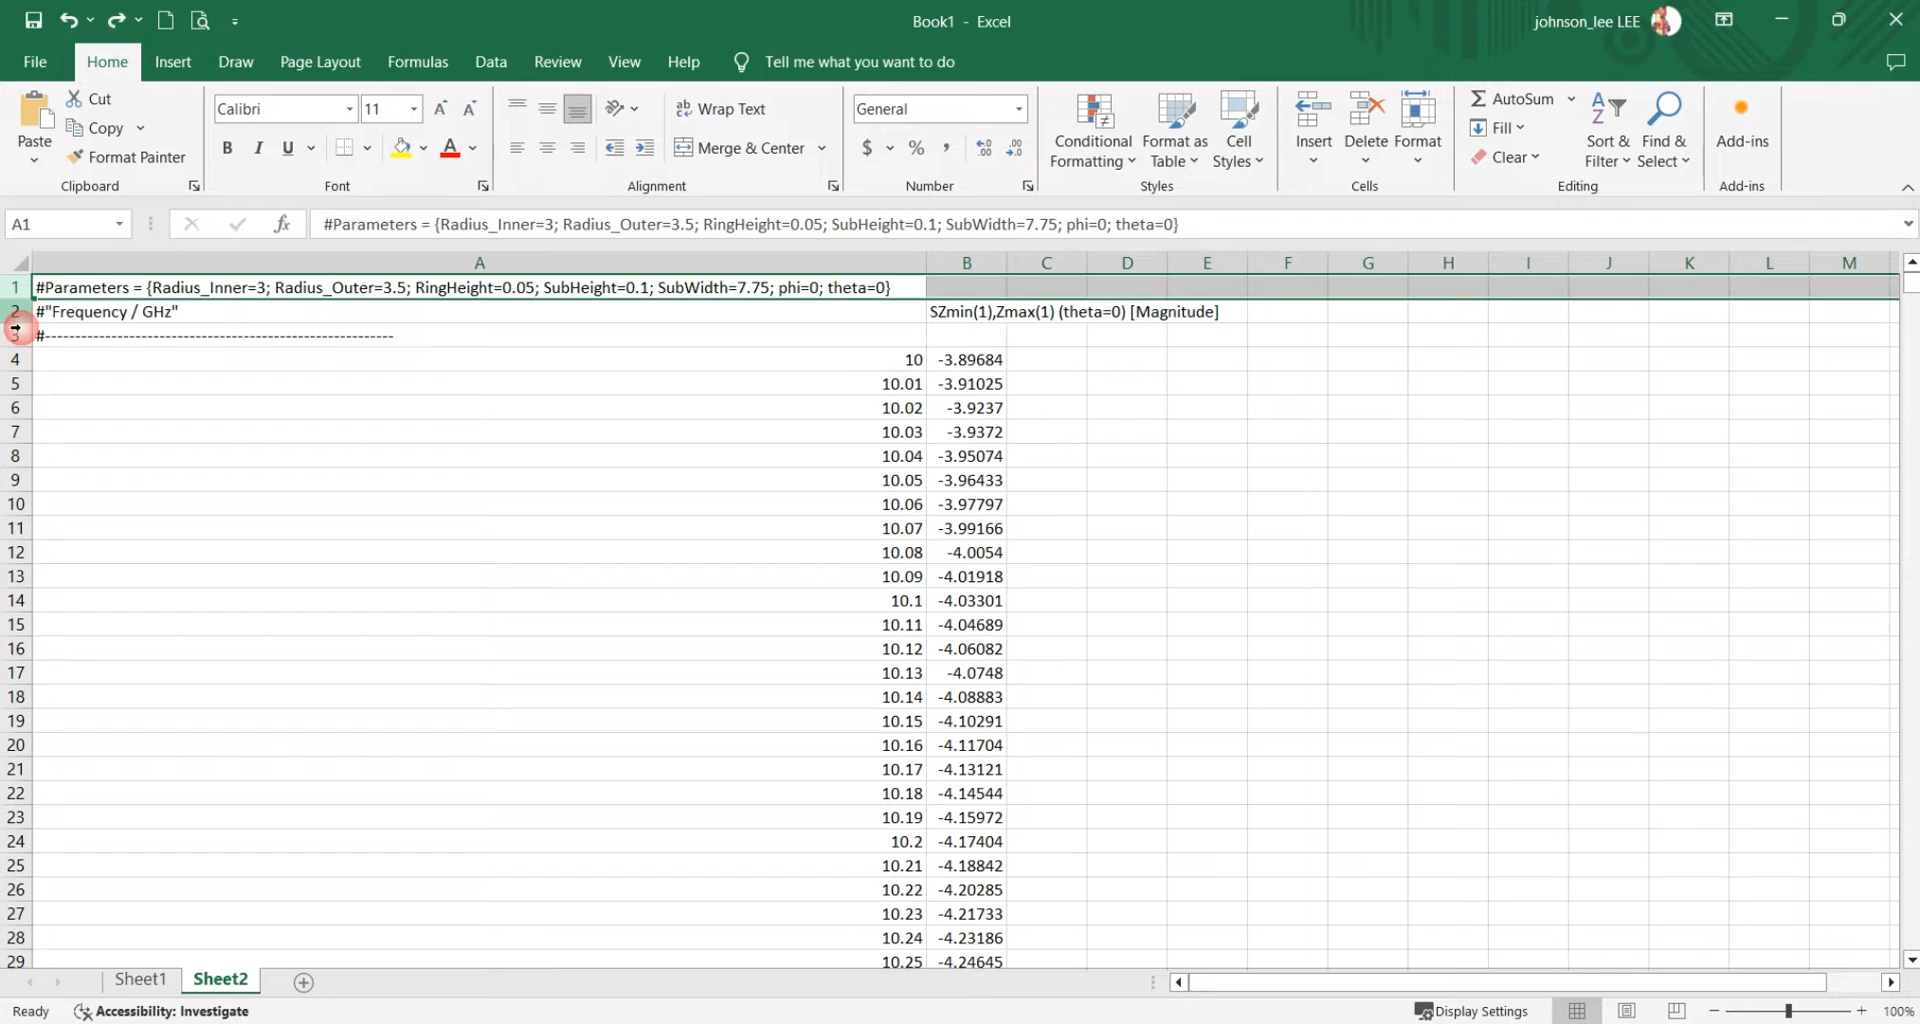 Book1 - Excel
johnson_lee LEE
File Home Insert Draw Page Layout Formulas Data Review View Help Tell me what you want to do
Paste
Cut
Copy
Format Painter
Clipboard
Calibri 11
B I U
Font
Wrap Text
Merge & Center
Alignment
General
$ % ,
Number
Conditional Formatting
Format as Table
Cell Styles
Styles
Insert
Delete
Format
Cells
AutoSum
Fill
Clear
Sort & Filter
Find & Select
Editing
Add-ins
Add-ins
A1 fx #Parameters = {Radius_Inner=3; Radius_Outer=3.5; RingHeight=0.05; SubHeight=0.1; SubWidth=7.75; phi=0; theta=0}
A B C D E F G H I J K L M
1 #Parameters = {Radius_Inner=3; Radius_Outer=3.5; RingHeight=0.05; SubHeight=0.1; SubWidth=7.75; phi=0; theta=0}
2 #"Frequency / GHz" SZmin(1),Zmax(1) (theta=0) [Magnitude]
3 #----------------------------------------------------------
4 10 -3.89684
5 10.01 -3.91025
6 10.02 -3.9237
7 10.03 -3.9372
8 10.04 -3.95074
9 10.05 -3.96433
10 10.06 -3.97797
11 10.07 -3.99166
12 10.08 -4.0054
13 10.09 -4.01918
14 10.1 -4.03301
15 10.11 -4.04689
16 10.12 -4.06082
17 10.13 -4.0748
18 10.14 -4.08883
19 10.15 -4.10291
20 10.16 -4.11704
21 10.17 -4.13121
22 10.18 -4.14544
23 10.19 -4.15972
24 10.2 -4.17404
25 10.21 -4.18842
26 10.22 -4.20285
27 10.23 -4.21733
28 10.24 -4.23186
29 10.25 -4.24645
Sheet1 Sheet2
Ready Accessibility: Investigate Display Settings 100%